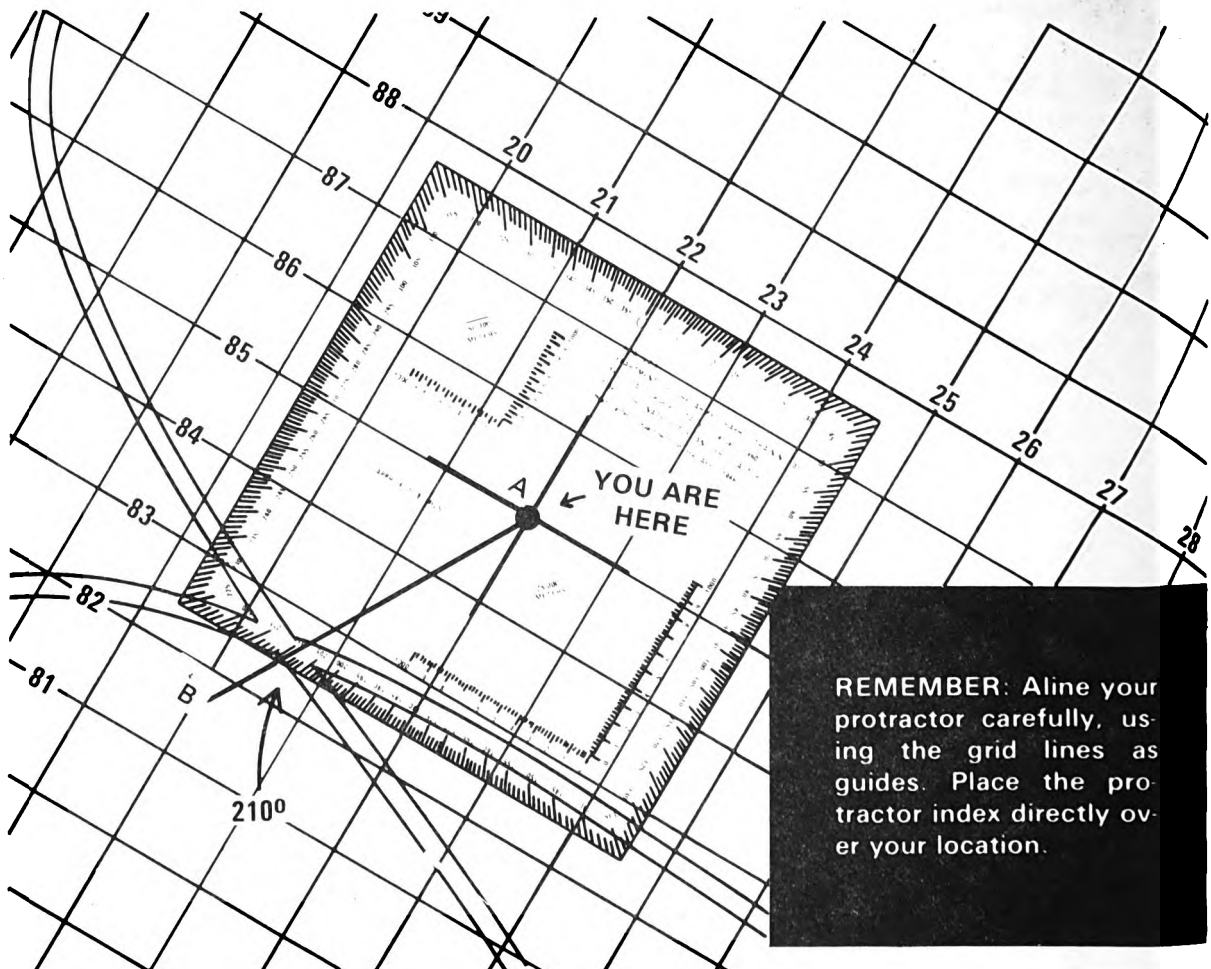 89
88
87
86
85
84
83
82
81
20
21
22
23
24
25
26
27
28
A
YOU ARE
HERE
B
210º
REMEMBER: Aline your
protractor carefully, us-
ing the grid lines as
guides. Place the pro-
tractor index directly ov-
er your location.